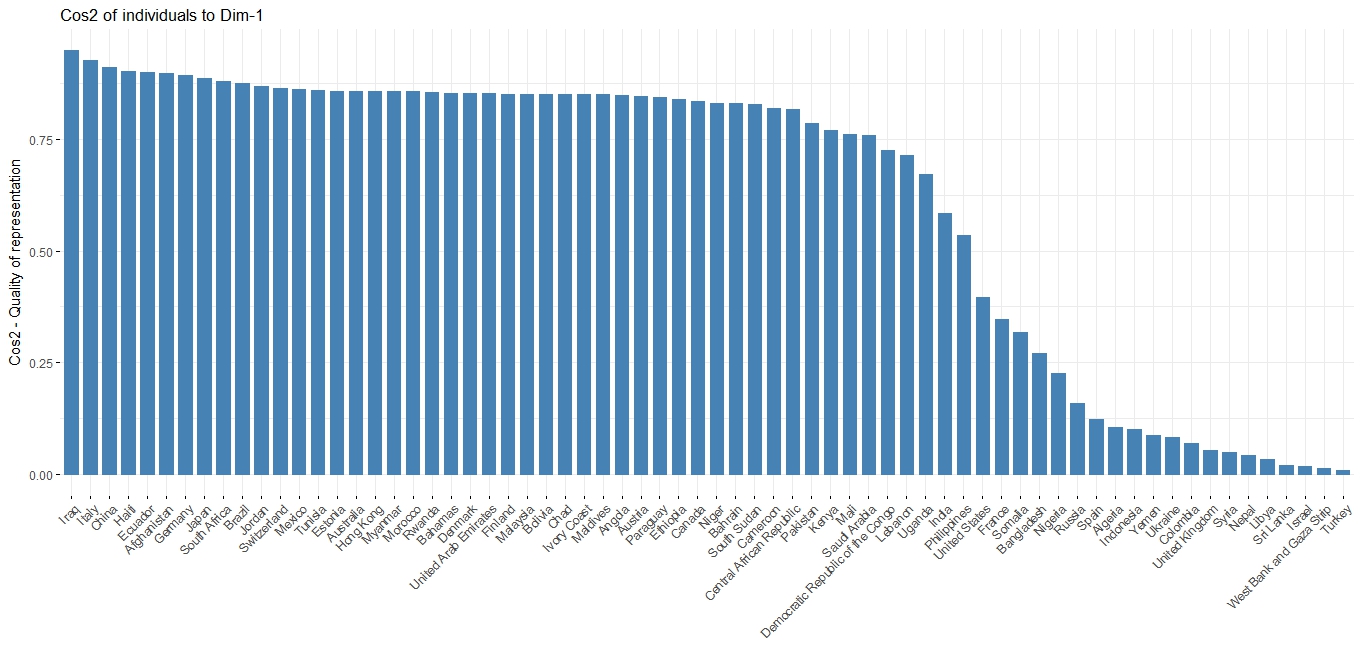 Cos2 of individuals to Dim-1
Cos2 - Quality of representation
0.75
0.50
0.25
0.00
Iraq
Italy
China
Haiti
Ecuador
Afghanistan
Germany
Japan
South Africa
Brazil
Jordan
Switzerland
Mexico
Tunisia
Estonia
Australia
Hong Kong
Myanmar
Morocco
Rwanda
Bahamas
Denmark
United Arab Emirates
Finland
Malaysia
Bolivia
Chad
Ivory Coast
Maldives
Angola
Austria
Paraguay
Ethiopia
Canada
Niger
Bahrain
South Sudan
Cameroon
Central African Republic
Pakistan
Kenya
Mali
Saudi Arabia
Democratic Republic of the Congo
Lebanon
Uganda
India
Philippines
United States
France
Somalia
Bangladesh
Nigeria
Russia
Spain
Algeria
Indonesia
Yemen
Ukraine
Colombia
United Kingdom
Syria
Nepal
Libya
Sri Lanka
Israel
West Bank and Gaza Strip
Turkey